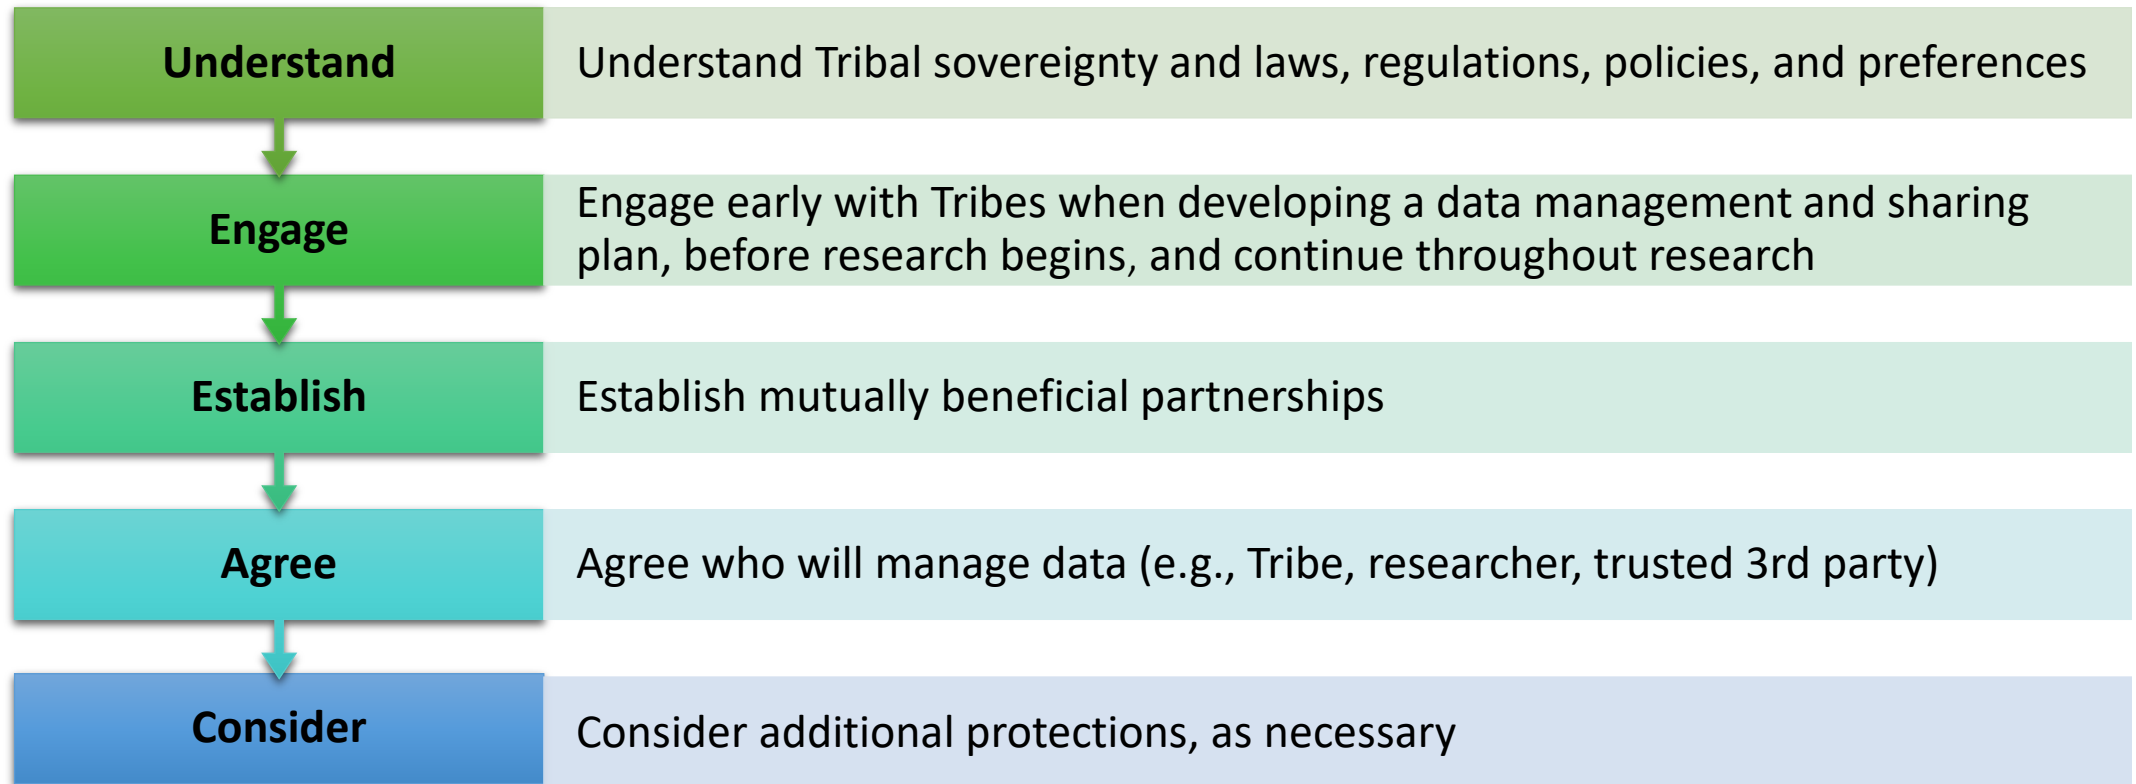 Understand
Understand Tribal sovereignty and laws, regulations, policies, and preferences
Engage
Engage early with Tribes when developing a data management and sharing
plan, before research begins, and continue throughout research
Establish
Establish mutually beneficial partnerships
Agree
Agree who will manage data (e.g., Tribe, researcher, trusted 3rd party)
Consider
Consider additional protections, as necessary